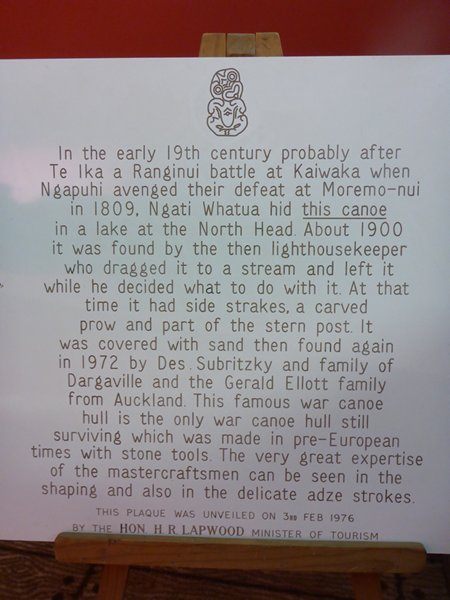 In the early 19th century probably after
Te Ika a Ranginui battle at Kaiwaka when
Ngapuhi avenged their defeat at Moremo-nui
in 1809, Ngati Whatua hid this canoe
in a lake at the North Head. About 1900
it was found by the then lighthousekeeper
who dragged it to a stream and left it
while he decided what to do with it. At that
time it had side strakes, a carved
prow and part of the stern post. It
was covered with sand then found again
in 1972 by Des. Subritzky and family of
Dargaville and the Gerald Ellott family
from Auckland. This famous war canoe
hull is the only war canoe hull still
surviving which was made in pre-European
times with stone tools. The very great expertise
of the mastercraftsmen can be seen in the
shaping and also in the delicate adze strokes.
THIS PLAQUE WAS UNVEILED ON 3RD FEB 1976
BY THE HON. H R LAPWOOD MINISTER OF TOURISM